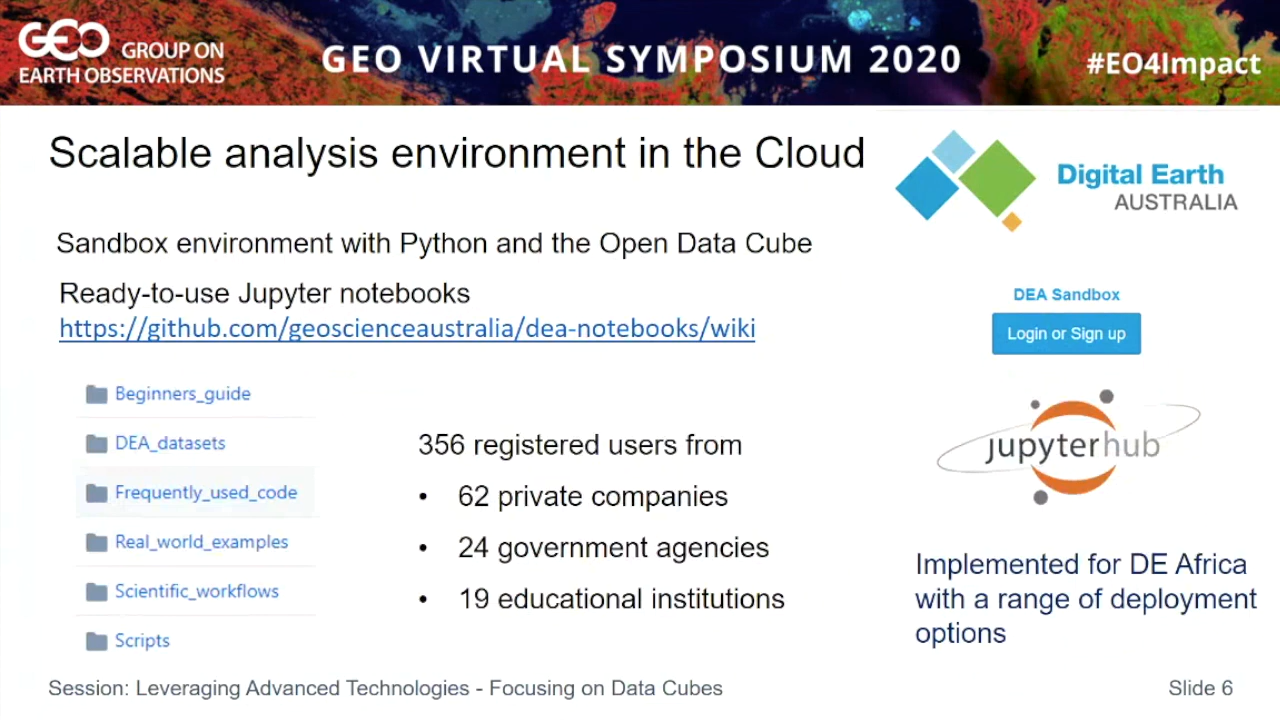 GEO GROUP ON
EARTH OBSERVATIONS
GEO VIRTUAL SYMPOSIUM 2020
#EO4Impact
Scalable analysis environment in the Cloud
Digital Earth
AUSTRALIA
Sandbox environment with Python and the Open Data Cube
Ready-to-use Jupyter notebooks
https://github.com/geoscienceaustralia/dea-notebooks/wiki
DEA Sandbox
Login or Sign up
Beginners_guide
DEA_datasets
Frequently_used_code
Real_world_examples
Scientific_workflows
Scripts
356 registered users from
• 62 private companies
• 24 government agencies
• 19 educational institutions
jupyterhub
Implemented for DE Africa
with a range of deployment
options
Session: Leveraging Advanced Technologies - Focusing on Data Cubes
Slide 6